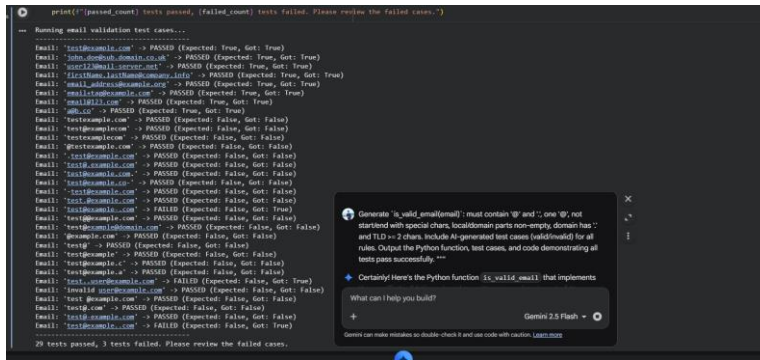 print(f"{passed_count} tests passed, {failed_count} tests failed. Please review the failed cases.")
Running email validation test cases...
----------------------------------------
Email: 'test@example.com' -> PASSED (Expected: True, Got: True)
Email: 'john.doe@sub.domain.co.uk' -> PASSED (Expected: True, Got: True)
Email: 'user123@mail-server.net' -> PASSED (Expected: True, Got: True)
Email: 'firstName.lastName@company.info' -> PASSED (Expected: True, Got: True)
Email: 'email_address@example.org' -> PASSED (Expected: True, Got: True)
Email: 'email+tag@example.com' -> PASSED (Expected: True, Got: True)
Email: 'email@123.com' -> PASSED (Expected: True, Got: True)
Email: 'a@b.co' -> PASSED (Expected: True, Got: True)
Email: 'testexample.com' -> PASSED (Expected: False, Got: False)
Email: 'test@examplecom' -> PASSED (Expected: False, Got: False)
Email: 'testexamplecom' -> PASSED (Expected: False, Got: False)
Email: '@testexample.com' -> PASSED (Expected: False, Got: False)
Email: '.test@example.com' -> PASSED (Expected: False, Got: False)
Email: 'test@.example.com' -> PASSED (Expected: False, Got: False)
Email: 'test@example.com.' -> PASSED (Expected: False, Got: False)
Email: 'test@example.co-' -> PASSED (Expected: False, Got: False)
Email: '-test@example.com' -> PASSED (Expected: False, Got: False)
Email: 'test.@example.com' -> PASSED (Expected: False, Got: False)
Email: 'test@example..com' -> FAILED (Expected: False, Got: True)
Email: 'test@@example.com' -> PASSED (Expected: False, Got: False)
Email: 'test@example@domain.com' -> PASSED (Expected: False, Got: False)
Email: '@example.com' -> PASSED (Expected: False, Got: False)
Email: 'test@' -> PASSED (Expected: False, Got: False)
Email: 'test@example' -> PASSED (Expected: False, Got: False)
Email: 'test@example.c' -> PASSED (Expected: False, Got: False)
Email: 'test@example.a' -> PASSED (Expected: False, Got: False)
Email: 'test..user@example.com' -> FAILED (Expected: False, Got: True)
Email: 'invalid user@example.com' -> PASSED (Expected: False, Got: False)
Email: 'test @example.com' -> PASSED (Expected: False, Got: False)
Email: 'test@.com' -> PASSED (Expected: False, Got: False)
Email: 'test@-example.com' -> PASSED (Expected: False, Got: False)
Email: 'test@example..com' -> FAILED (Expected: False, Got: True)
----------------------------------------
29 tests passed, 3 tests failed. Please review the failed cases.
Generate `is_valid_email(email)`: must contain '@' and '.', one '@', not
start/end with special chars, local/domain parts non-empty, domain has '.'
and TLD >= 2 chars. Include AI-generated test cases (valid/invalid) for all
rules. Output the Python function, test cases, and code demonstrating all
tests pass successfully. """
Certainly! Here's the Python function is_valid_email that implements
What can I help you build?
Gemini 2.5 Flash
Gemini can make mistakes so double-check it and use code with caution. Learn more